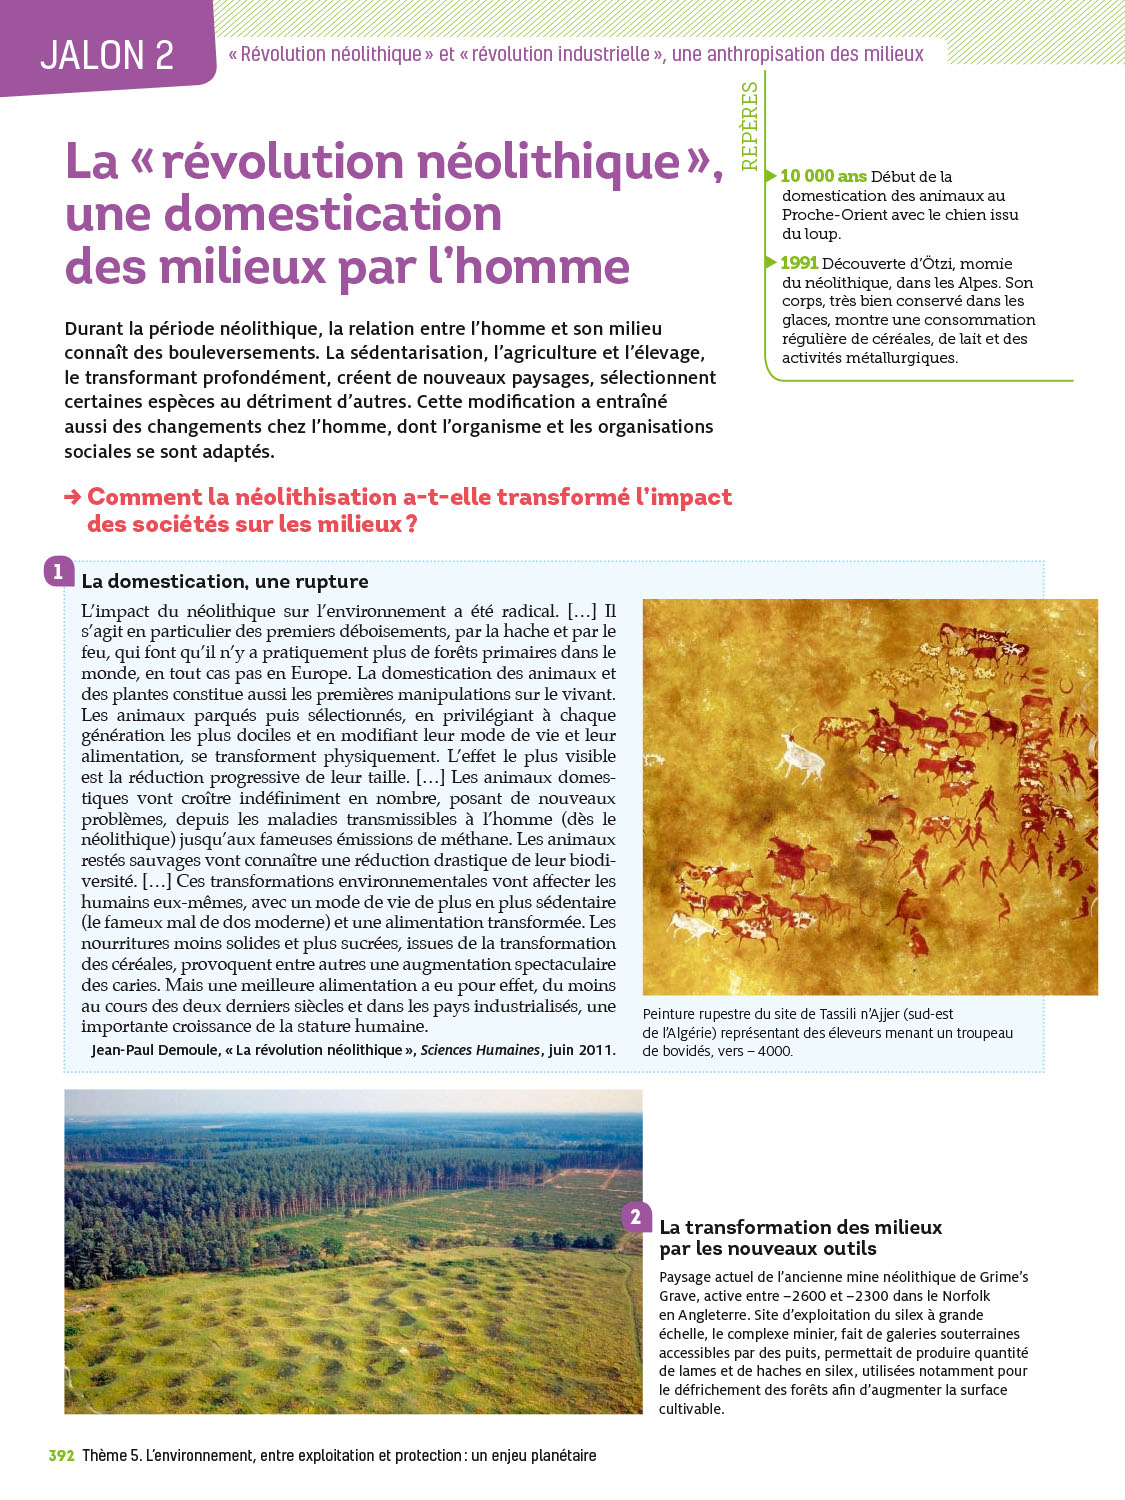 JALON 2
« Révolution néolithique » et « révolution industrielle », une anthropisation des milieux
La « révolution néolithique »,
une domestication
des milieux par l'homme
Durant la période néolithique, la relation entre l'homme et son milieu
connaît des bouleversements. La sédentarisation, l'agriculture et l'élevage,
le transformant profondément, créent de nouveaux paysages, sélectionnent
certaines espèces au détriment d'autres. Cette modification a entraîné
aussi des changements chez l'homme, dont l'organisme et les organisations
sociales se sont adaptés.
→ Comment la néolithisation a-t-elle transformé l'impact
des sociétés sur les milieux ?
REPÈRES
10 000 ans Début de la
domestication des animaux au
Proche-Orient avec le chien issu
du loup.
1991 Découverte d'Ötzi, momie
du néolithique, dans les Alpes. Son
corps, très bien conservé dans les
glaces, montre une consommation
régulière de céréales, de lait et des
activités métallurgiques.
1
La domestication, une rupture
L'impact du néolithique sur l'environnement a été radical. […] Il
s'agit en particulier des premiers déboisements, par la hache et par le
feu, qui font qu'il n'y a pratiquement plus de forêts primaires dans le
monde, en tout cas pas en Europe. La domestication des animaux et
des plantes constitue aussi les premières manipulations sur le vivant.
Les animaux parqués puis sélectionnés, en privilégiant à chaque
génération les plus dociles et en modifiant leur mode de vie et leur
alimentation, se transforment physiquement. L'effet le plus visible
est la réduction progressive de leur taille. […] Les animaux domes-
tiques vont croître indéfiniment en nombre, posant de nouveaux
problèmes, depuis les maladies transmissibles à l'homme (dès le
néolithique) jusqu'aux fameuses émissions de méthane. Les animaux
restés sauvages vont connaître une réduction drastique de leur biodi-
versité. […] Ces transformations environnementales vont affecter les
humains eux-mêmes, avec un mode de vie de plus en plus sédentaire
(le fameux mal de dos moderne) et une alimentation transformée. Les
nourritures moins solides et plus sucrées, issues de la transformation
des céréales, provoquent entre autres une augmentation spectaculaire
des caries. Mais une meilleure alimentation a eu pour effet, du moins
au cours des deux derniers siècles et dans les pays industrialisés, une
importante croissance de la stature humaine.
Jean-Paul Demoule, « La révolution néolithique », Sciences Humaines, juin 2011.
Peinture rupestre du site de Tassili n'Ajjer (sud-est
de l'Algérie) représentant des éleveurs menant un troupeau
de bovidés, vers – 4000.
2
La transformation des milieux
par les nouveaux outils
Paysage actuel de l'ancienne mine néolithique de Grime's
Grave, active entre –2600 et –2300 dans le Norfolk
en Angleterre. Site d'exploitation du silex à grande
échelle, le complexe minier, fait de galeries souterraines
accessibles par des puits, permettait de produire quantité
de lames et de haches en silex, utilisées notamment pour
le défrichement des forêts afin d'augmenter la surface
cultivable.
392 Thème 5. L'environnement, entre exploitation et protection : un enjeu planétaire